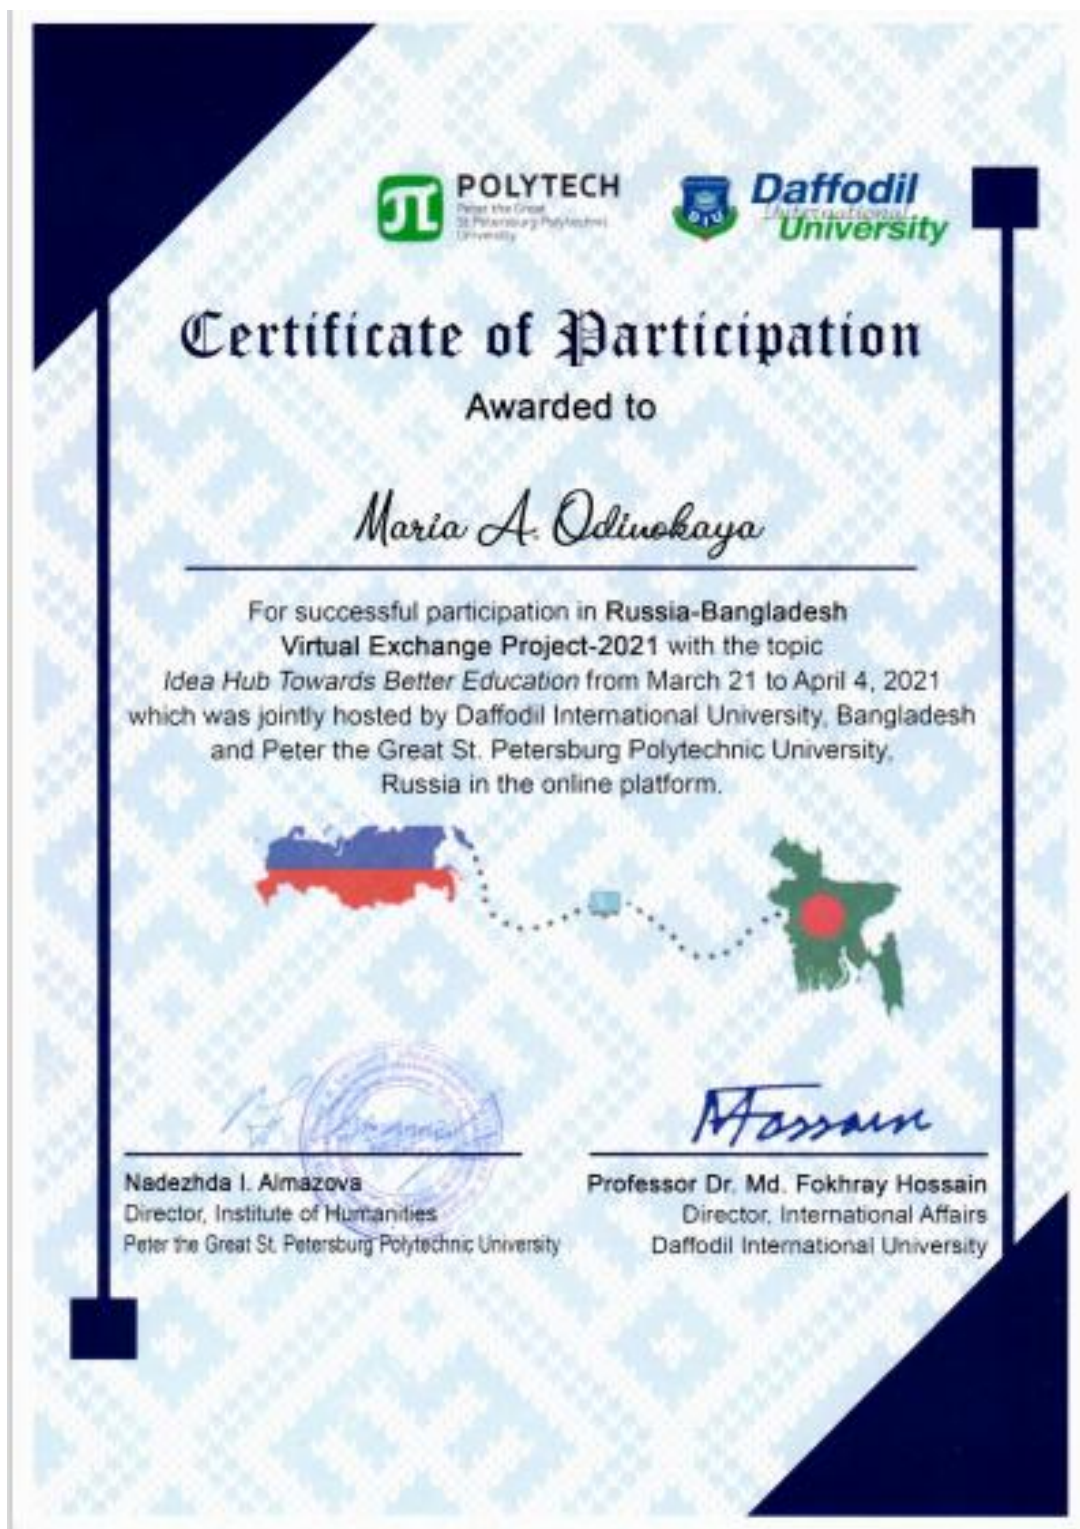 POLYTECH
Peter the Great
St.Petersburg Polytechnic
University
DIU
Daffodil
International
University
Certificate of Participation
Awarded to
Maria A. Odinokaya
For successful participation in Russia-Bangladesh
Virtual Exchange Project-2021 with the topic
Idea Hub Towards Better Education from March 21 to April 4, 2021
which was jointly hosted by Daffodil International University, Bangladesh
and Peter the Great St. Petersburg Polytechnic University,
Russia in the online platform.
Nadezhda I. Almazova
Director, Institute of Humanities
Peter the Great St. Petersburg Polytechnic University
Professor Dr. Md. Fokhray Hossain
Director, International Affairs
Daffodil International University